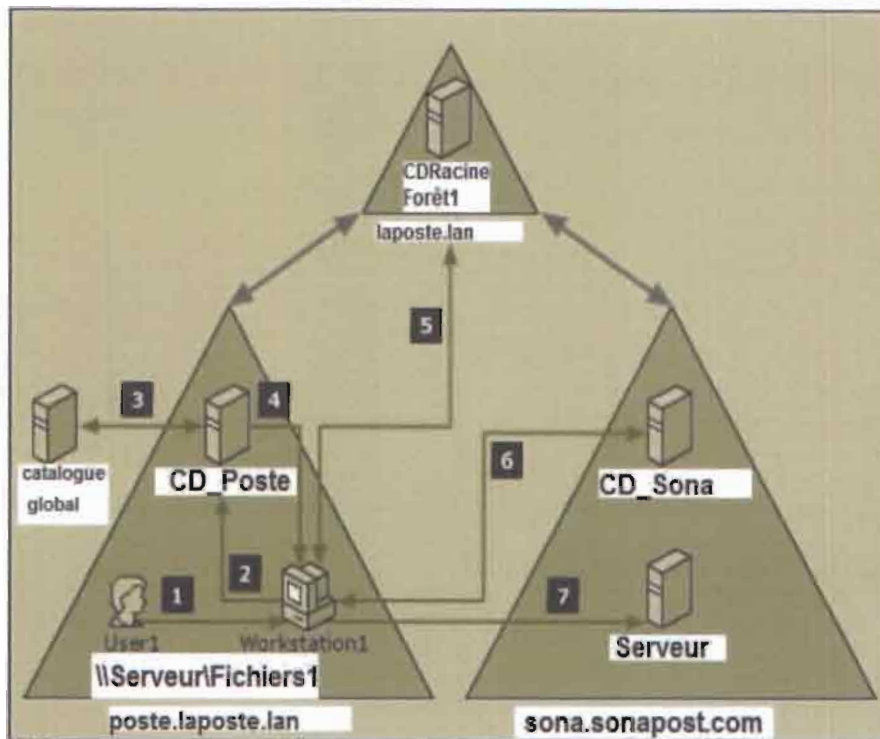 CDRacine
Forêt1
laposte.lan
5
3
4
6
catalogue
global
CD_Poste
CD_Sona
2
1
7
User1
Workstation1
Serveur
\\Serveur\Fichiers1
poste.laposte.lan
sona.sonapost.com